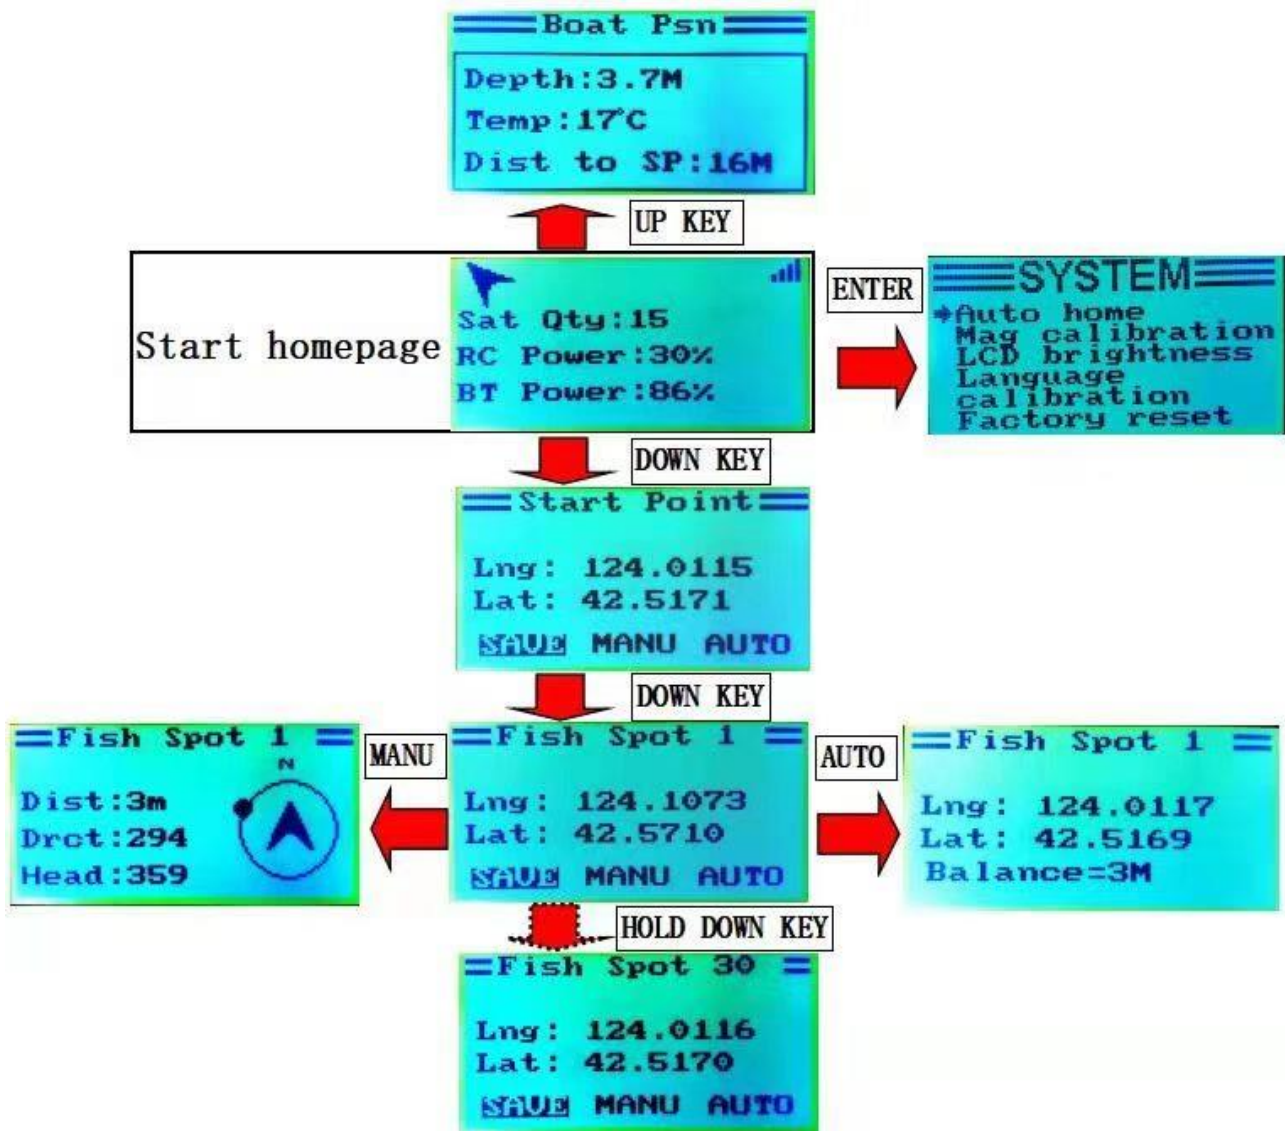 Boat Psn
Depth:3.7M
Temp:17°C
Dist to SP:16M
UP KEY
Start homepage
Sat Qty:15
RC Power:30%
BT Power:86%
ENTER
SYSTEM
Auto home
Mag calibration
LCD brightness
Language
calibration
Factory reset
DOWN KEY
Start Point
Lng: 124.0115
Lat: 42.5171
SAVE MANU AUTO
DOWN KEY
Fish Spot 1
N
Dist:3m
Drct:294
Head:359
MANU
Fish Spot 1
Lng: 124.1073
Lat: 42.5710
SAVE MANU AUTO
AUTO
Fish Spot 1
Lng: 124.0117
Lat: 42.5169
Balance=3M
HOLD DOWN KEY
Fish Spot 30
Lng: 124.0116
Lat: 42.5170
SAVE MANU AUTO